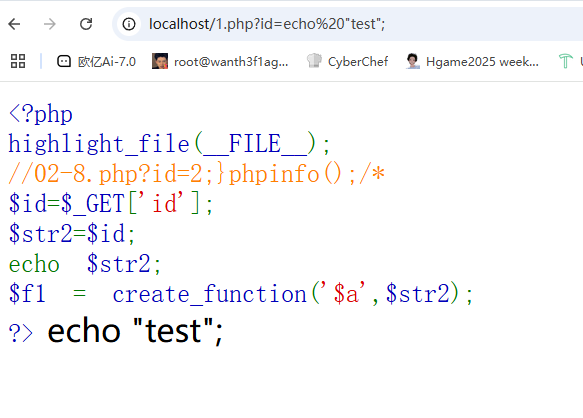 localhost/1.php?id=echo%20"test";
欧亿Ai-7.0 root@wanth3f1ag... CyberChef Hgame2025 week...
<?php
highlight_file(__FILE__);
//02-8.php?id=2;}phpinfo();/*
$id=$_GET['id'];
$str2=$id;
echo  $str2;
$f1  =  create_function('$a',$str2);
?> echo "test";